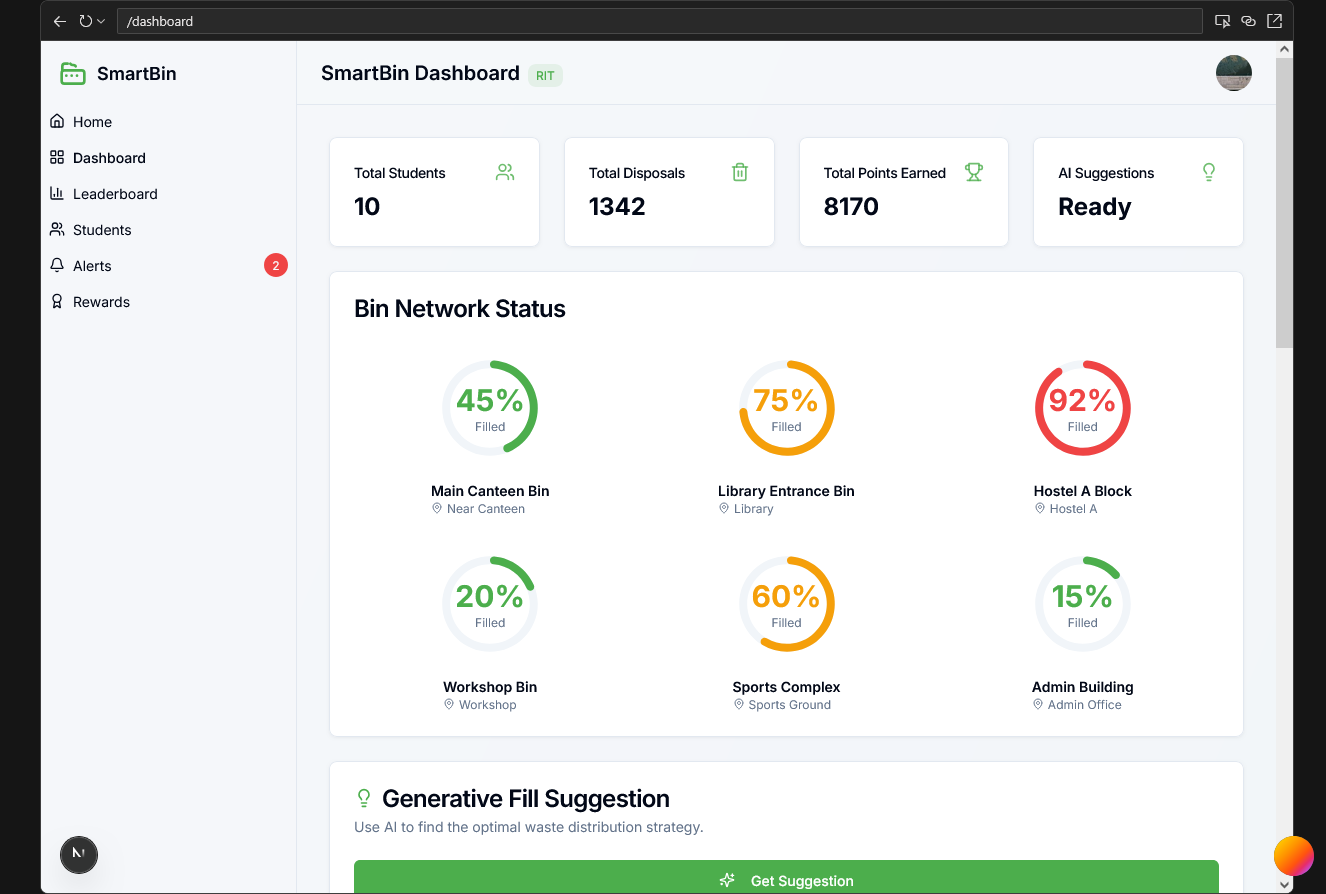 /dashboard
SmartBin
Home
Dashboard
Leaderboard
Students
Alerts 2
Rewards
SmartBin Dashboard RIT
Total Students
10
Total Disposals
1342
Total Points Earned
8170
AI Suggestions
Ready
Bin Network Status
45%
Filled
Main Canteen Bin
Near Canteen
75%
Filled
Library Entrance Bin
Library
92%
Filled
Hostel A Block
Hostel A
20%
Filled
Workshop Bin
Workshop
60%
Filled
Sports Complex
Sports Ground
15%
Filled
Admin Building
Admin Office
Generative Fill Suggestion
Use AI to find the optimal waste distribution strategy.
Get Suggestion
N